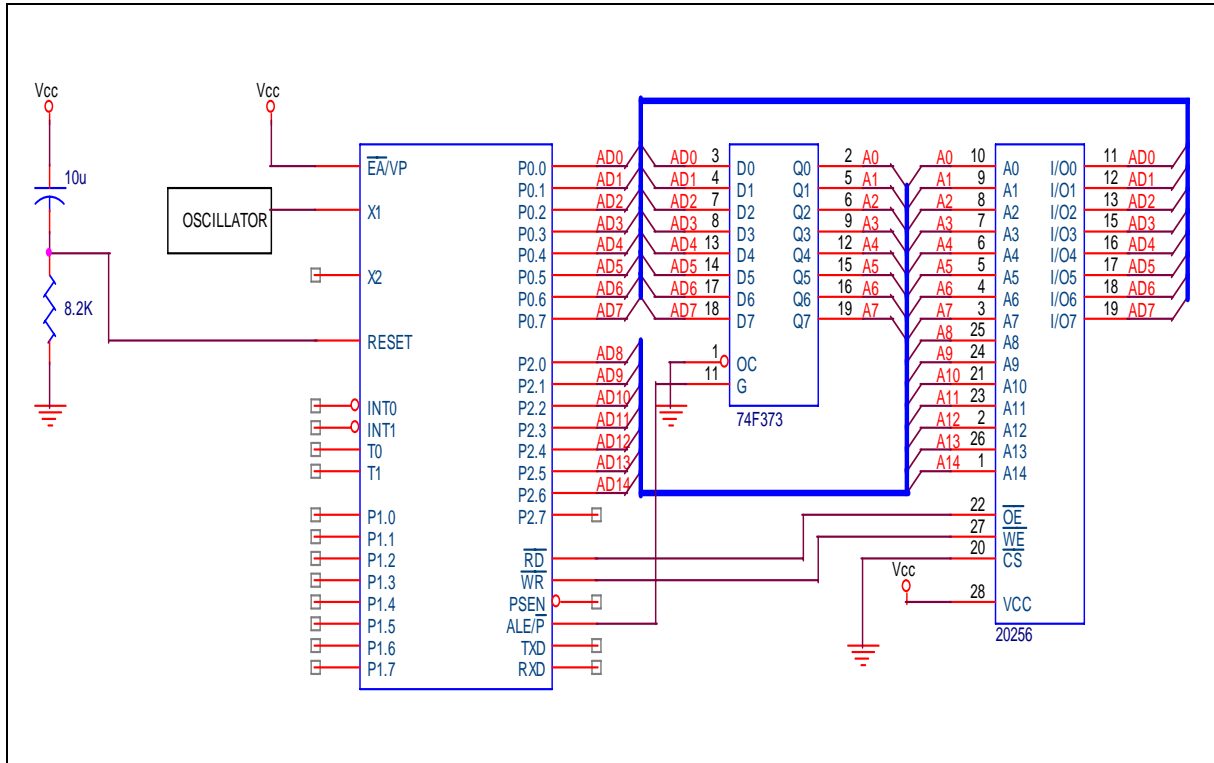 Vcc
10u
8.2K
Vcc
OSCILLATOR
EA/VP
X1
X2
RESET
INT0
INT1
T0
T1
P1.0
P1.1
P1.2
P1.3
P1.4
P1.5
P1.6
P1.7
P0.0
P0.1
P0.2
P0.3
P0.4
P0.5
P0.6
P0.7
P2.0
P2.1
P2.2
P2.3
P2.4
P2.5
P2.6
P2.7
RD
WR
PSEN
ALE/P
TXD
RXD
AD0
AD1
AD2
AD3
AD4
AD5
AD6
AD7
AD8
AD9
AD10
AD11
AD12
AD13
AD14
AD0 3 D0
AD1 4 D1
AD2 7 D2
AD3 8 D3
AD4 13 D4
AD5 14 D5
AD6 17 D6
AD7 18 D7
1 OC
11 G
Q0 2 A0
Q1 5 A1
Q2 6 A2
Q3 9 A3
Q4 12 A4
Q5 15 A5
Q6 16 A6
Q7 19 A7
74F373
A0 10 A0
A1 9 A1
A2 8 A2
A3 7 A3
A4 6 A4
A5 5 A5
A6 4 A6
A7 3 A7
A8 25 A8
A9 24 A9
A10 21 A10
A11 23 A11
A12 2 A12
A13 26 A13
A14 1 A14
22 OE
27 WE
20 CS
Vcc
28 VCC
I/O0 11 AD0
I/O1 12 AD1
I/O2 13 AD2
I/O3 15 AD3
I/O4 16 AD4
I/O5 17 AD5
I/O6 18 AD6
I/O7 19 AD7
20256